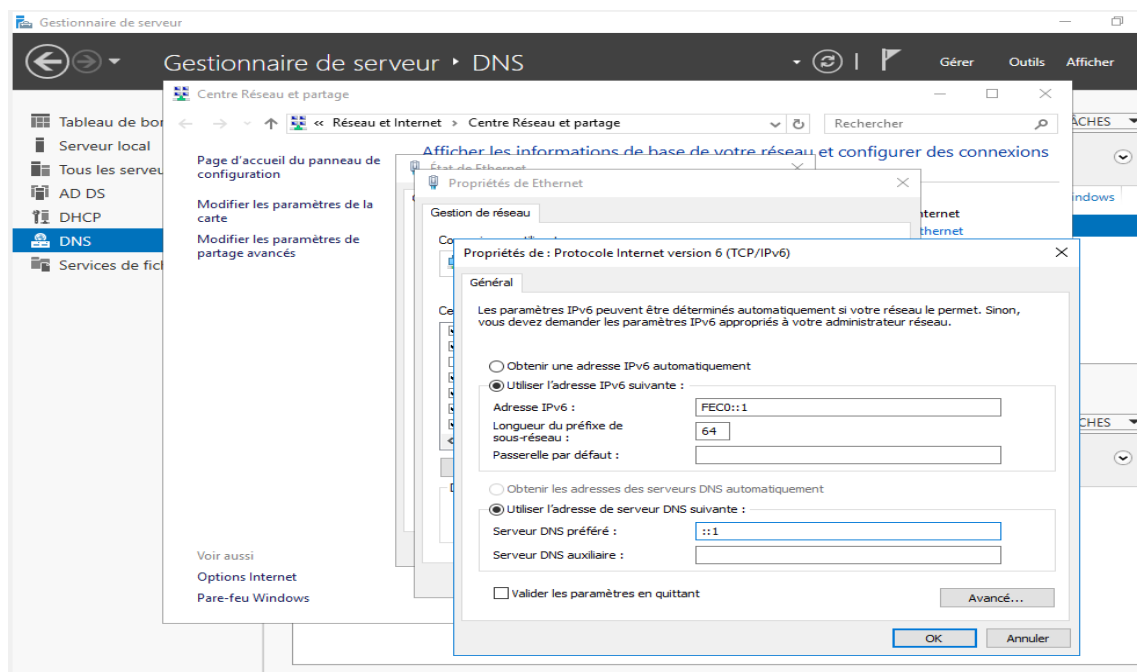 Gestionnaire de serveur
Gestionnaire de serveur ‣ DNS
Gérer Outils Afficher
Tableau de bor
Serveur local
Tous les serveu
AD DS
DHCP
DNS
Services de fich
Centre Réseau et partage
« Réseau et Internet › Centre Réseau et partage
Rechercher
ÂCHES
Page d'accueil du panneau de
configuration
Modifier les paramètres de la
carte
Modifier les paramètres de
partage avancés
Voir aussi
Options Internet
Pare-feu Windows
Afficher les informations de base de votre réseau et configurer des connexions
indows
nternet
thernet
CHES
État de Ethernet
Propriétés de Ethernet
Gestion de réseau
Ce
Propriétés de : Protocole Internet version 6 (TCP/IPv6)
Général
Les paramètres IPv6 peuvent être déterminés automatiquement si votre réseau le permet. Sinon,
vous devez demander les paramètres IPv6 appropriés à votre administrateur réseau.
Obtenir une adresse IPv6 automatiquement
Utiliser l'adresse IPv6 suivante :
Adresse IPv6 : FEC0::1
Longueur du préfixe de
sous-réseau : 64
Passerelle par défaut :
Obtenir les adresses des serveurs DNS automatiquement
Utiliser l'adresse de serveur DNS suivante :
Serveur DNS préféré : ::1
Serveur DNS auxiliaire :
Valider les paramètres en quittant
Avancé...
OK Annuler